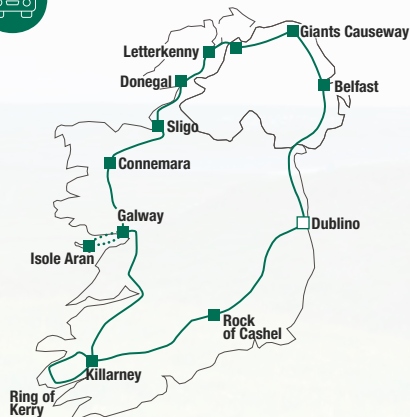 Giants Causeway
Letterkenny
Donegal
Belfast
Sligo
Connemara
Galway
Dublino
Isole Aran
Rock
of Cashel
Killarney
Ring of
Kerry